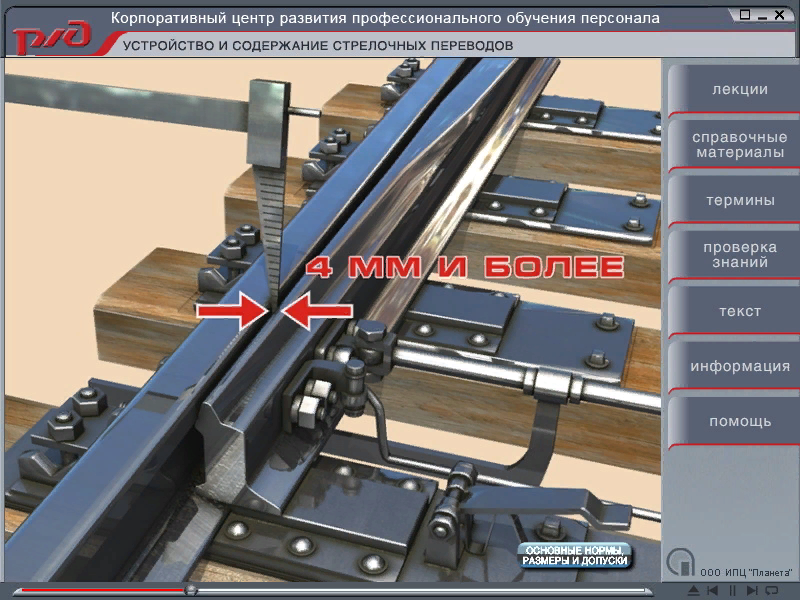 Корпоративный центр развития профессионального обучения персонала
РЖД
УСТРОЙСТВО И СОДЕРЖАНИЕ СТРЕЛОЧНЫХ ПЕРЕВОДОВ
лекции
справочные
материалы
термины
проверка
знаний
текст
информация
помощь
4 ММ И БОЛЕЕ
ОСНОВНЫЕ НОРМЫ,
РАЗМЕРЫ И ДОПУСКИ
ООО ИПЦ "Планета"